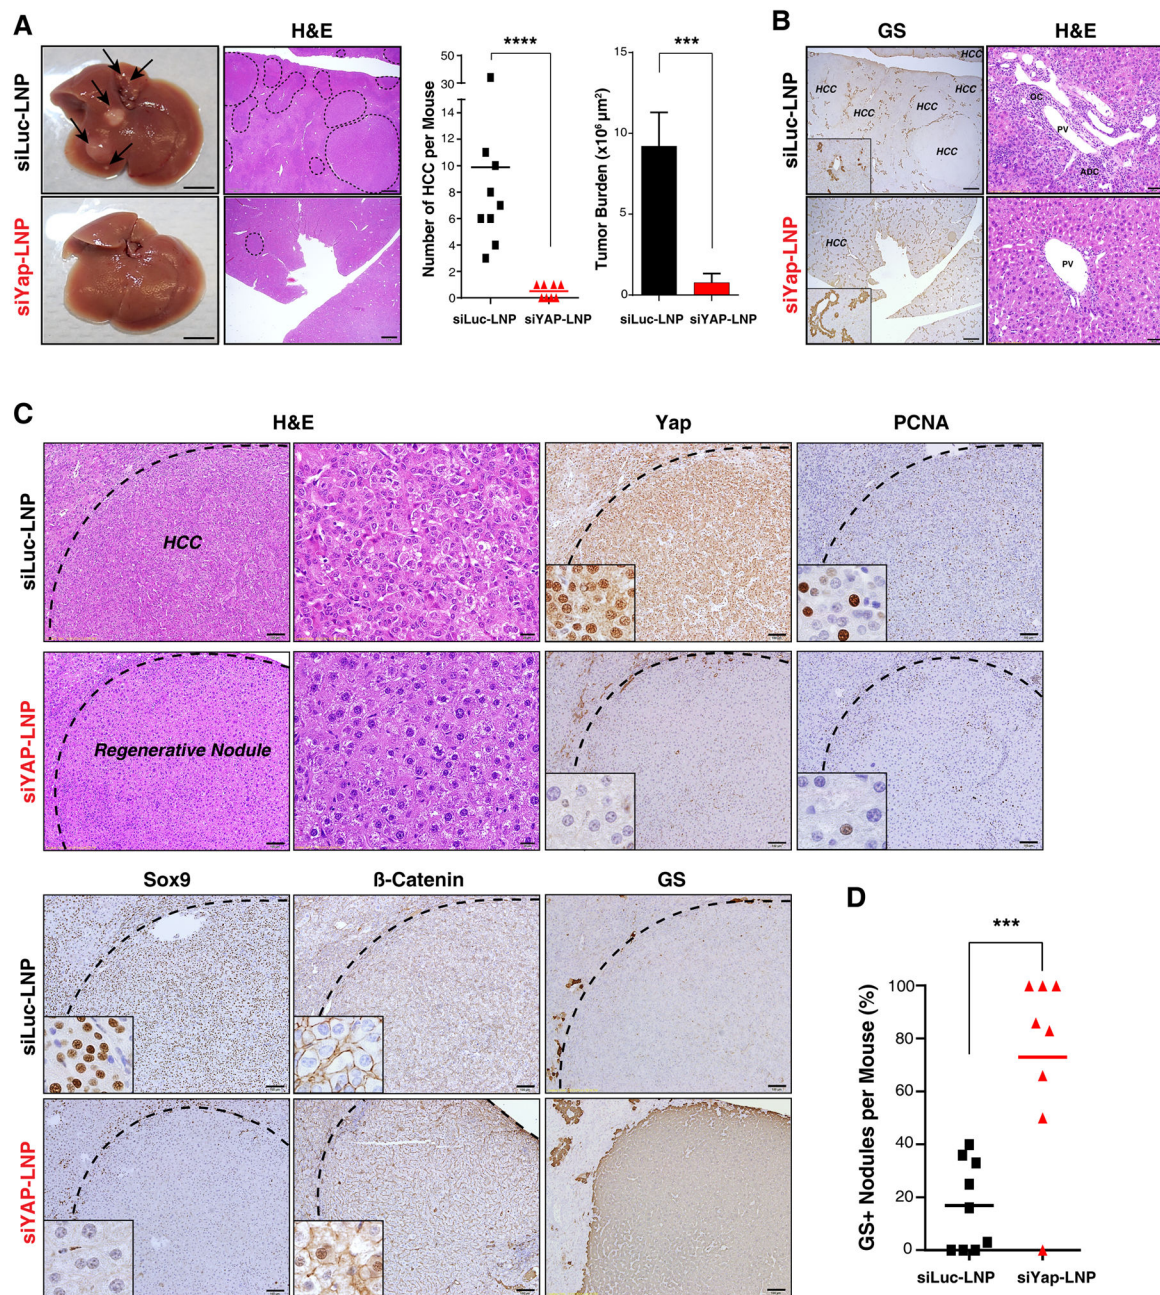 A
H&E
siLuc-LNP
siYap-LNP
Number of HCC per Mouse
50
40
30
14
12
10
8
6
4
2
0
****
siLuc-LNP
siYAP-LNP
Tumor Burden (x10⁶ µm²)
15
10
5
0
***
siLuc-LNP
siYAP-LNP
B
GS
H&E
siLuc-LNP
siYap-LNP
HCC
HCC
HCC
HCC
HCC
HCC
OC
PV
ADC
HCC
PV
C
H&E
Yap
PCNA
siLuc-LNP
HCC
siYAP-LNP
Regenerative Nodule
Sox9
ß-Catenin
GS
siLuc-LNP
siYAP-LNP
D
***
GS+ Nodules per Mouse (%)
100
80
60
40
20
0
siLuc-LNP
siYap-LNP